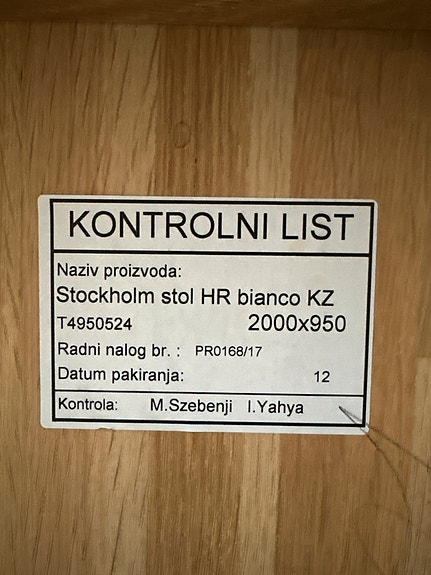 KONTROLNI LIST
Naziv proizvoda:
Stockholm stol HR bianco KZ
T4950524 2000x950
Radni nalog br. : PR0168/17
Datum pakiranja: 12
Kontrola: M.Szebenji I.Yahya